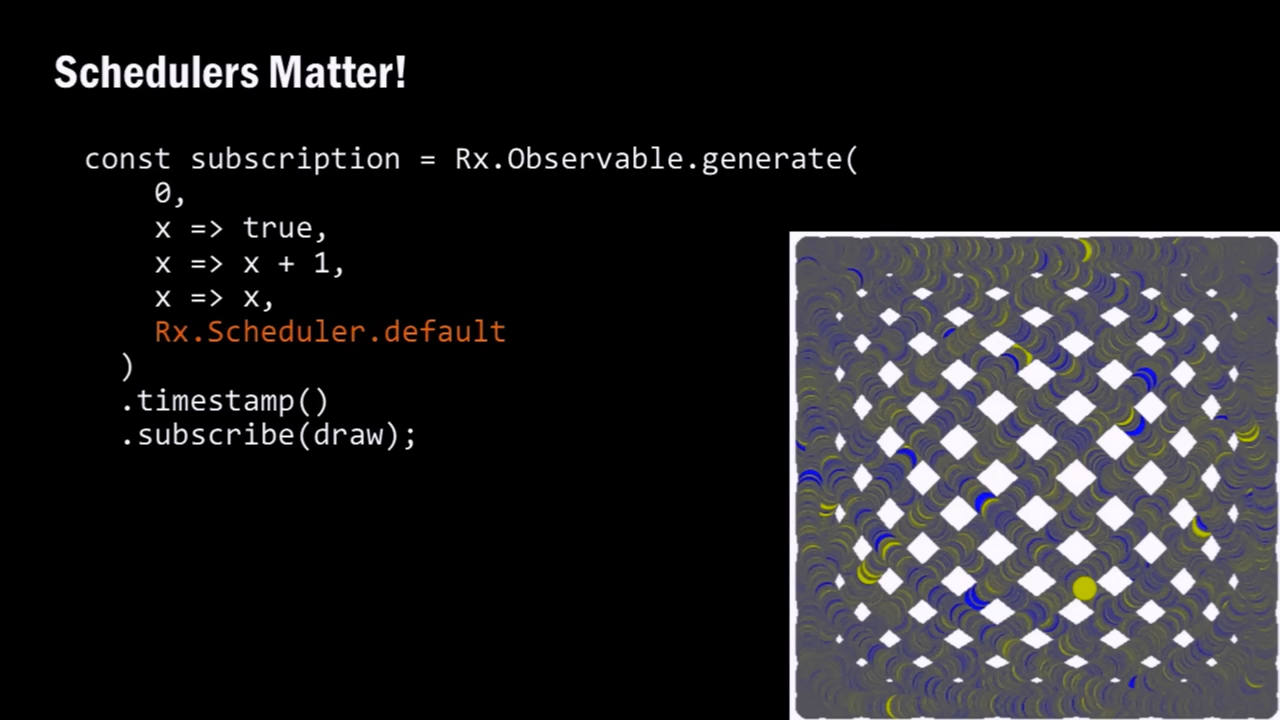 Schedulers Matter!
const subscription = Rx.Observable.generate(
0,
x => true,
x => x + 1,
x => x,
Rx.Scheduler.default
)
.timestamp()
.subscribe(draw);